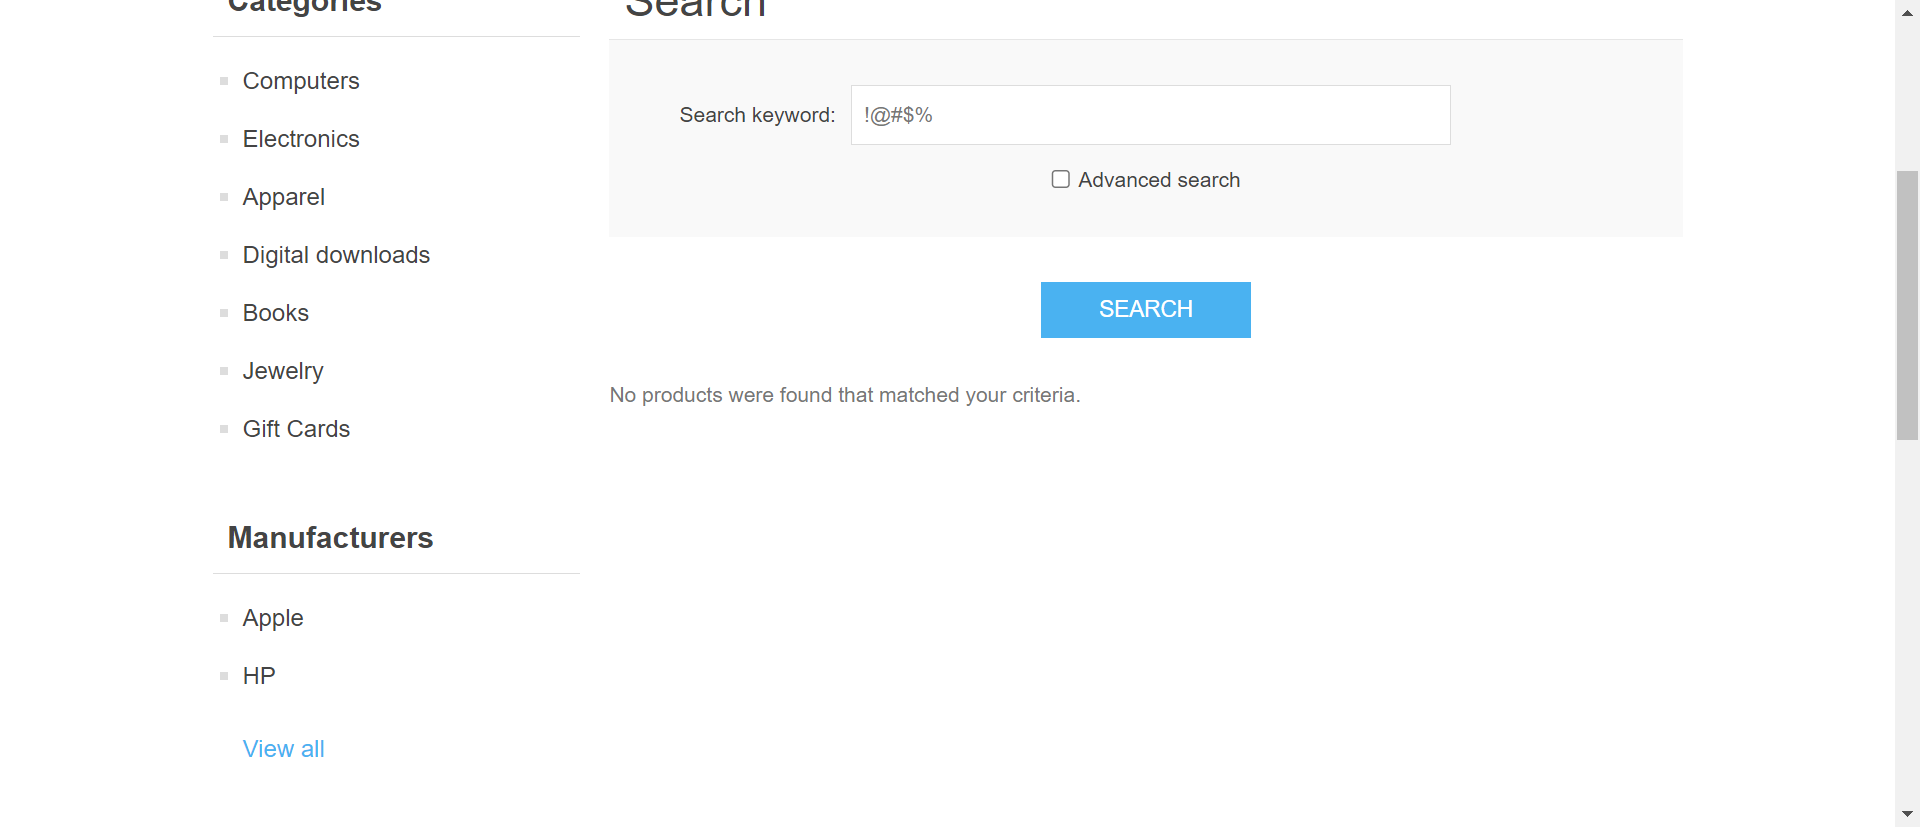 Categories
Computers
Electronics
Apparel
Digital downloads
Books
Jewelry
Gift Cards
Manufacturers
Apple
HP
View all
Search
Search keyword: !@#$%
Advanced search
SEARCH
No products were found that matched your criteria.